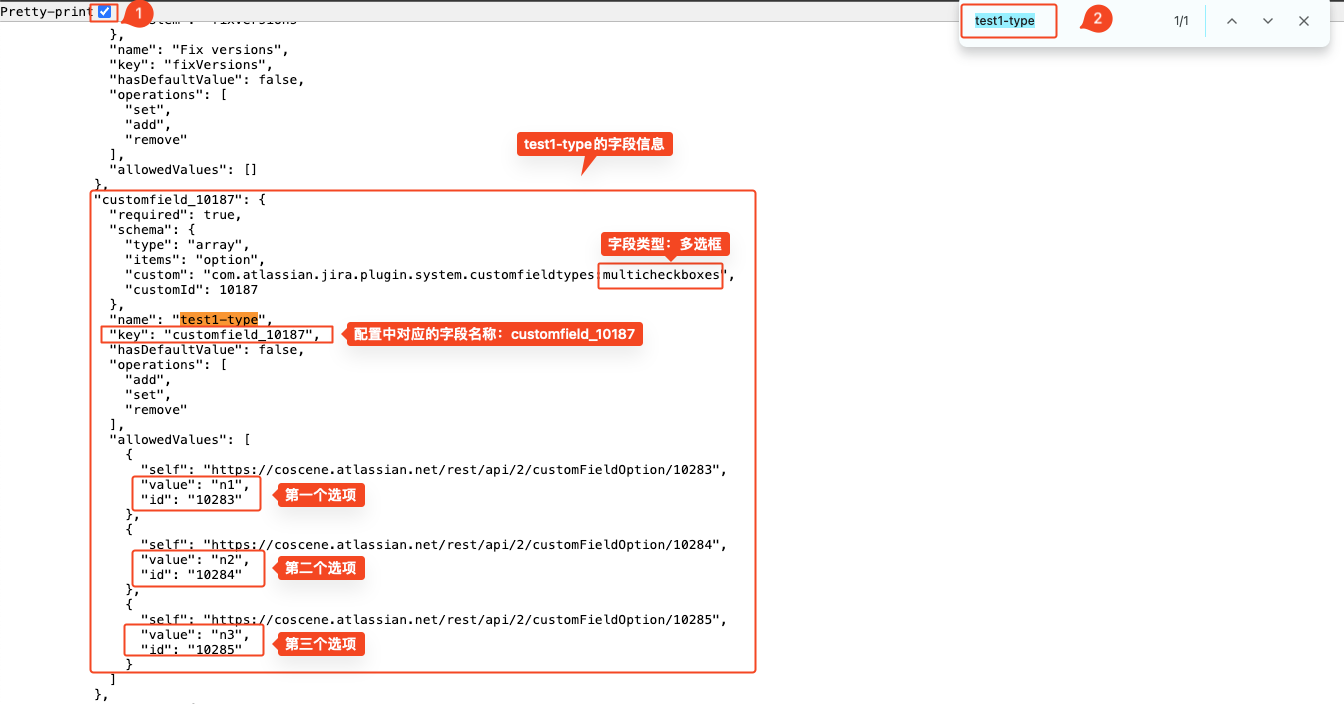 Pretty-print
1
test1-type
2
1/1
},
"name": "Fix versions",
"key": "fixVersions",
"hasDefaultValue": false,
"operations": [
"set",
"add",
"remove"
],
"allowedValues": []
},
test1-type的字段信息
"customfield_10187": {
"required": true,
"schema": {
"type": "array",
"items": "option",
字段类型：多选框
"custom": "com.atlassian.jira.plugin.system.customfieldtypes:multicheckboxes",
"customId": 10187
},
"name": "test1-type",
"key": "customfield_10187",
配置中对应的字段名称：customfield_10187
"hasDefaultValue": false,
"operations": [
"add",
"set",
"remove"
],
"allowedValues": [
{
"self": "https://coscene.atlassian.net/rest/api/2/customFieldOption/10283",
"value": "n1",
"id": "10283"
第一个选项
},
{
"self": "https://coscene.atlassian.net/rest/api/2/customFieldOption/10284",
"value": "n2",
"id": "10284"
第二个选项
},
{
"self": "https://coscene.atlassian.net/rest/api/2/customFieldOption/10285",
"value": "n3",
"id": "10285"
第三个选项
}
]
},